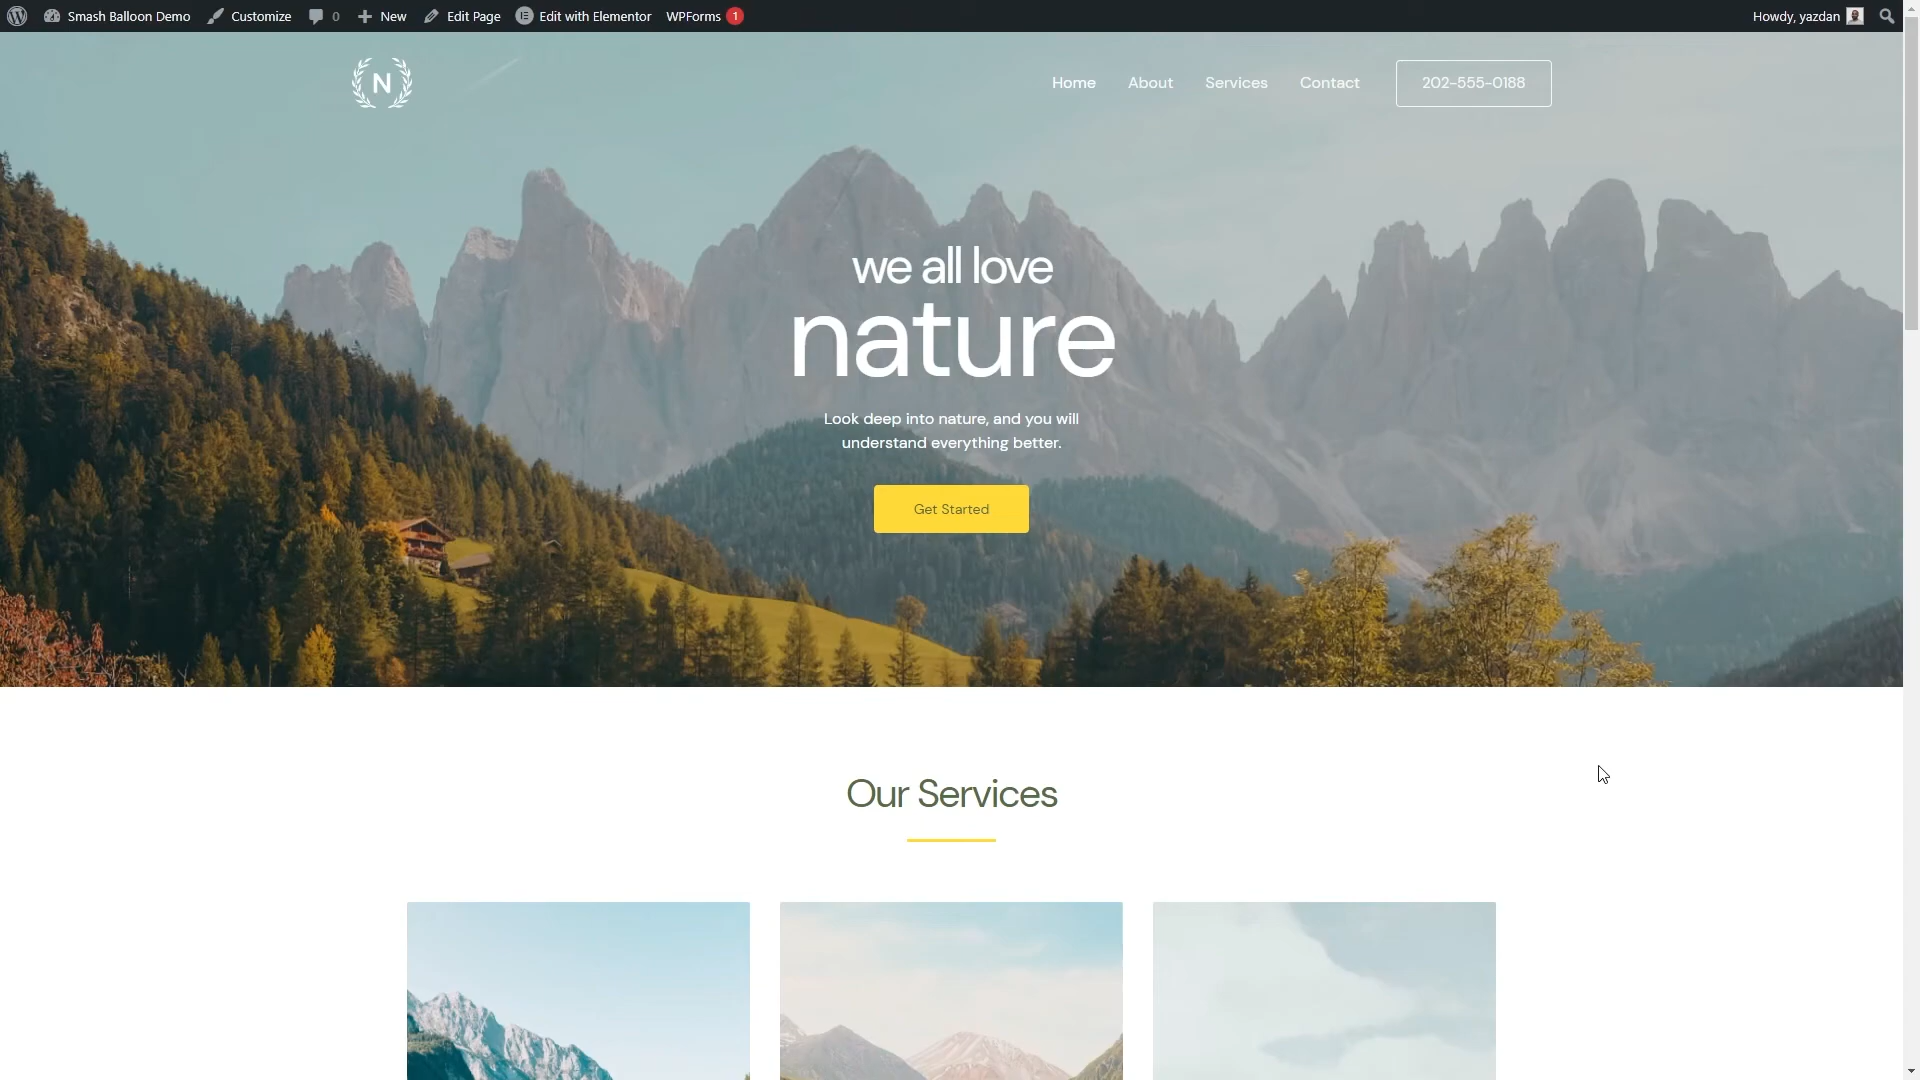 Smash Balloon Demo Customize 0 New Edit Page Edit with Elementor WPForms 1 Howdy, yazdan
N Home About Services Contact 202-555-0188
we all love
nature
Look deep into nature, and you will
understand everything better.
Get Started
Our Services